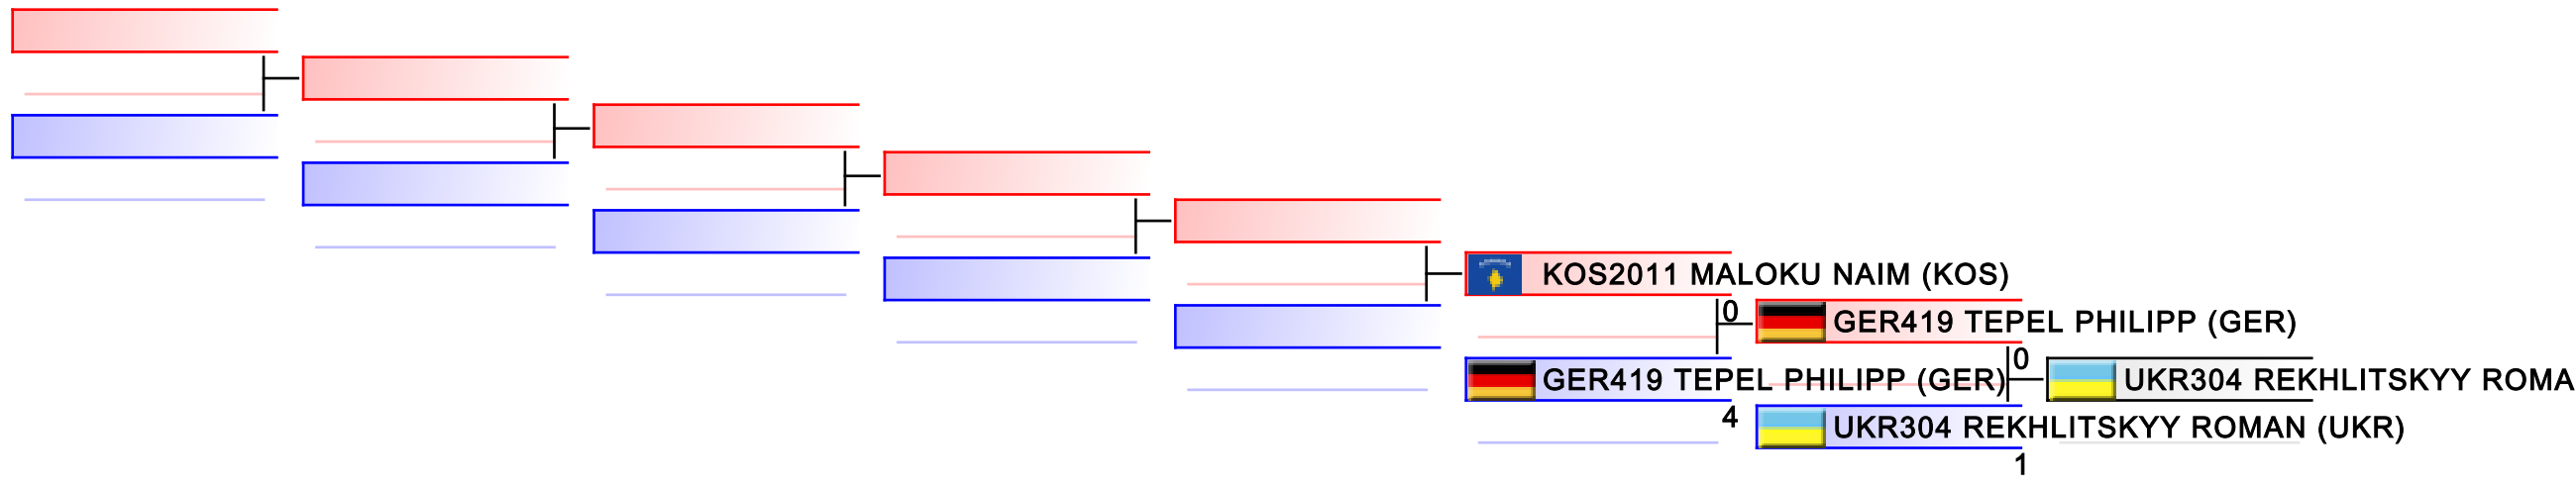 KOS2011 MALOKU NAIM (KOS)
0
GER419 TEPEL PHILIPP (GER)
0
GER419 TEPEL PHILIPP (GER)
UKR304 REKHLITSKYY ROMA
4
UKR304 REKHLITSKYY ROMAN (UKR)
1